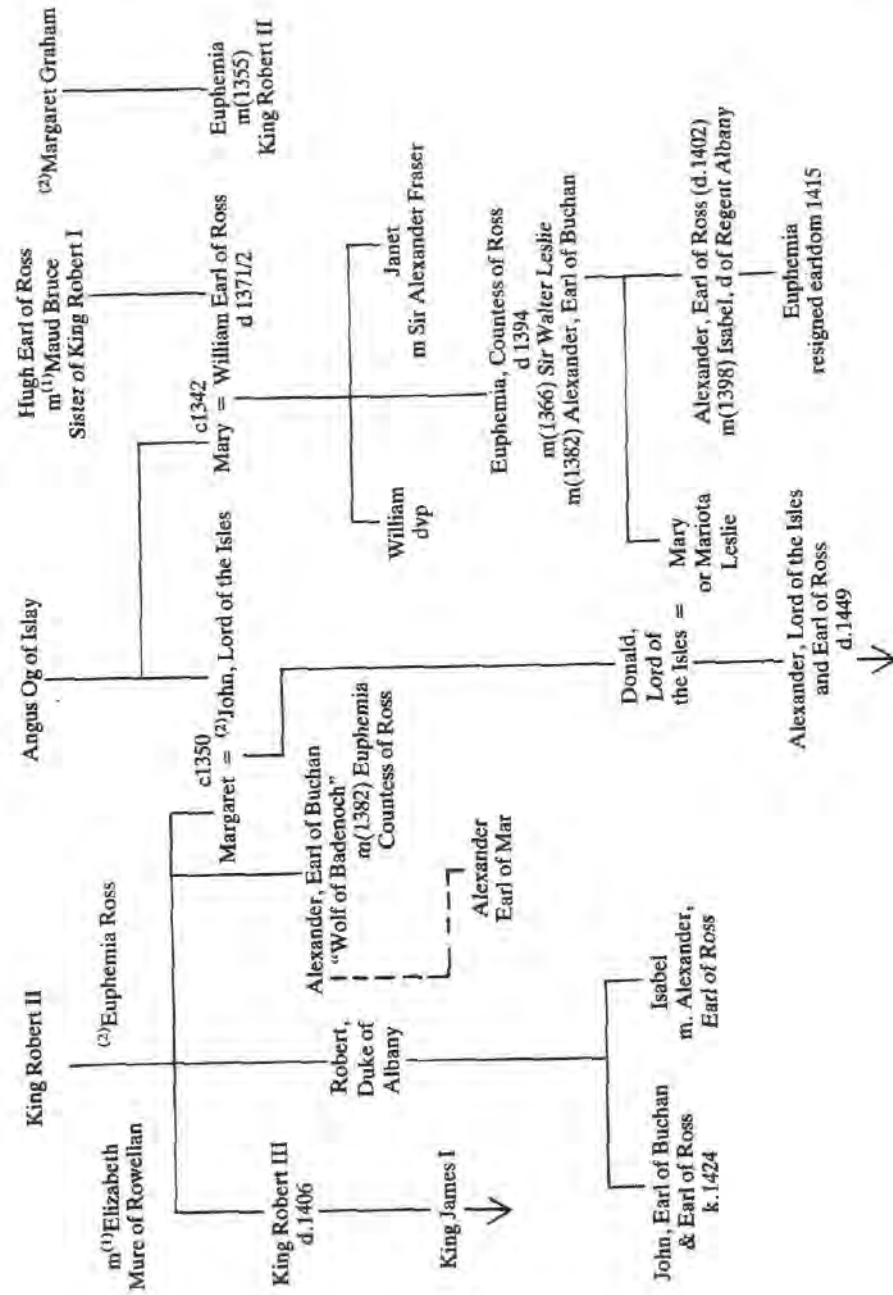 King Robert II
m(1)Elizabeth
Mure of Rowellian
(2)Euphemia Ross
King Robert III
d.1406
King James I
Robert,
Duke of
Albany
John, Earl of Buchan
& Earl of Ross
k.1424
Isabel
m. Alexander,
Earl of Ross
Alexander, Earl of Buchan
"Wolf of Badenoch"
m(1382) Euphemia
Countess of Ross
Alexander
Earl of Mar
Angus Og of Islay
c1350
Margaret = (2)John, Lord of the Isles
Donald,
Lord of
the Isles =
Mary
or Mariota
Leslie
Alexander, Lord of the Isles
and Earl of Ross
d.1449
Hugh Earl of Ross
m(1)Maud Bruce
Sister of King Robert I
(2)Margaret Graham
c1342
Mary = William Earl of Ross
d 1371/2
Euphemia
m(1355)
King Robert II
William
dvp
Janet
m Sir Alexander Fraser
Euphemia, Countess of Ross
d 1394
m(1366) Sir Walter Leslie
m(1382) Alexander, Earl of Buchan
Alexander, Earl of Ross (d.1402)
m(1398) Isabel, d of Regent Albany
Euphemia
resigned earldom 1415